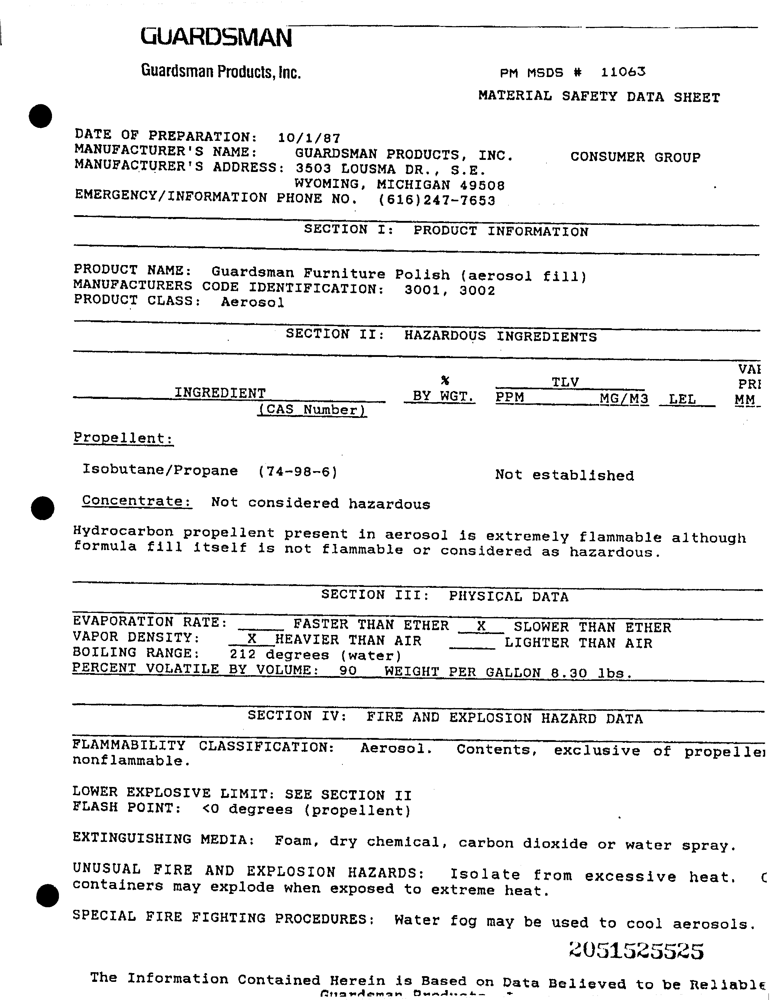 GUARDSMAN
Guardsman Products, Inc.
PM MSDS # 11063
MATERIAL SAFETY DATA SHEET
DATE OF PREPARATION: 10/1/87
MANUFACTURER'S NAME: GUARDSMAN PRODUCTS, INC. CONSUMER GROUP
MANUFACTURER'S ADDRESS: 3503 LOUSMA DR., S.E.
WYOMING, MICHIGAN 49508
EMERGENCY/INFORMATION PHONE NO. (616)247-7653
SECTION I: PRODUCT INFORMATION
PRODUCT NAME: Guardsman Furniture Polish (aerosol fill)
MANUFACTURERS CODE IDENTIFICATION: 3001, 3002
PRODUCT CLASS: Aerosol
SECTION II: HAZARDOUS INGREDIENTS
VAP
% TLV PRE
INGREDIENT BY WGT. PPM MG/M3 LEL MM
(CAS Number)
Propellent:
Isobutane/Propane (74-98-6) Not established
Concentrate: Not considered hazardous
Hydrocarbon propellent present in aerosol is extremely flammable although
formula fill itself is not flammable or considered as hazardous.
SECTION III: PHYSICAL DATA
EVAPORATION RATE: _____ FASTER THAN ETHER __X__ SLOWER THAN ETHER
VAPOR DENSITY: __X__ HEAVIER THAN AIR _____ LIGHTER THAN AIR
BOILING RANGE: 212 degrees (water)
PERCENT VOLATILE BY VOLUME: 90 WEIGHT PER GALLON 8.30 lbs.
SECTION IV: FIRE AND EXPLOSION HAZARD DATA
FLAMMABILITY CLASSIFICATION: Aerosol. Contents, exclusive of propelle
nonflammable.
LOWER EXPLOSIVE LIMIT: SEE SECTION II
FLASH POINT: <0 degrees (propellent)
EXTINGUISHING MEDIA: Foam, dry chemical, carbon dioxide or water spray.
UNUSUAL FIRE AND EXPLOSION HAZARDS: Isolate from excessive heat.
containers may explode when exposed to extreme heat.
SPECIAL FIRE FIGHTING PROCEDURES: Water fog may be used to cool aerosols.
2051525525
The Information Contained Herein is Based on Data Believed to be Reliable
Guardsman Products